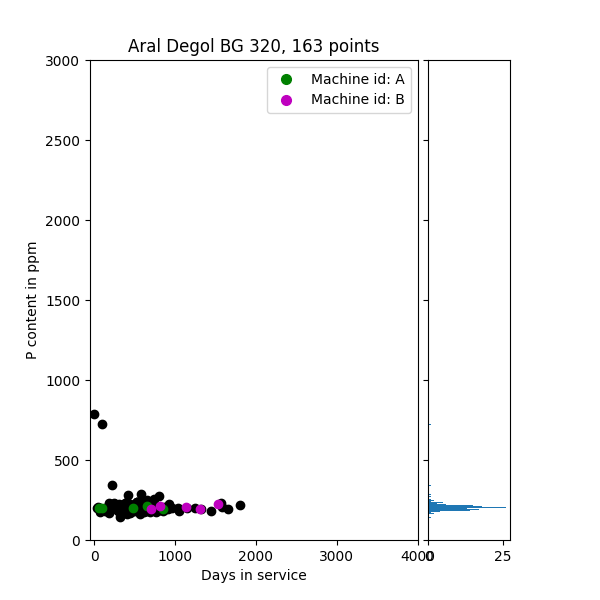 Aral Degol BG 320, 163 points
Machine id: A
Machine id: B
3000
2500
2000
1500
1000
500
0
P content in ppm
0 1000 2000 3000 4000
0 25
Days in service